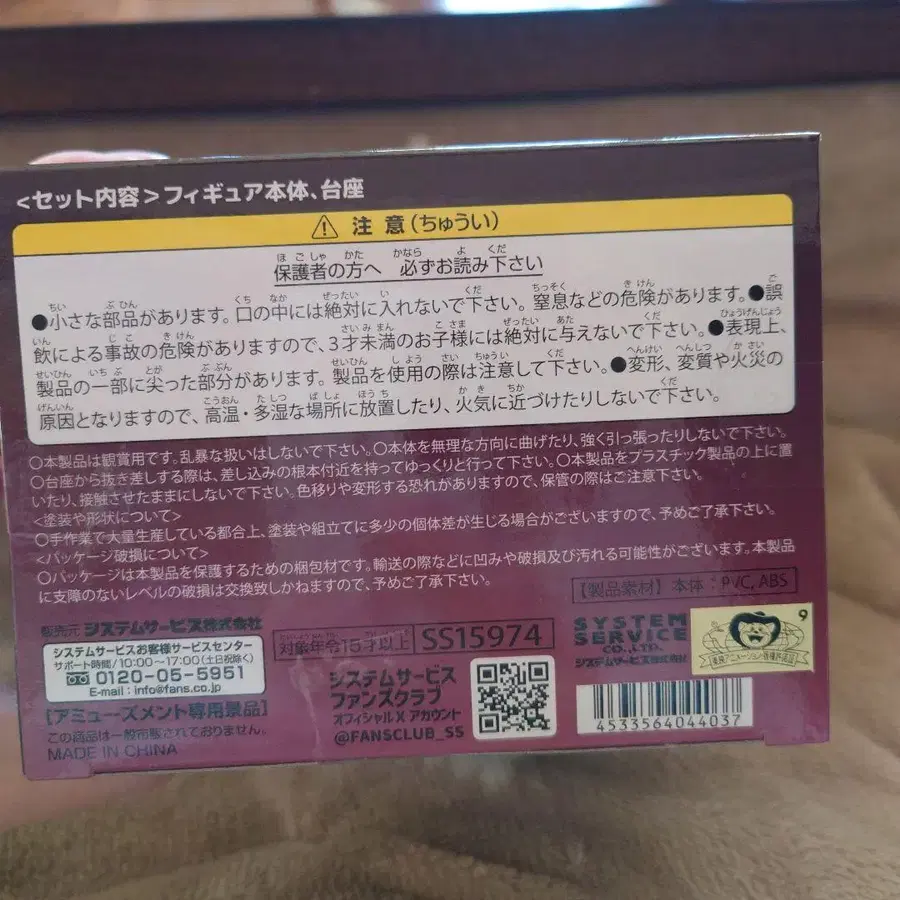 <セット内容>フィギュア本体、台座
注意(ちゅうい)
保護者の方へ 必ずお読み下さい
●小さな部品があります。口の中には絶対に入れないで下さい。窒息などの危険があります。●誤
飲による事故の危険がありますので、3才未満のお子様には絶対に与えないで下さい。●表現上、
製品の一部に尖った部分があります。製品を使用の際は注意して下さい。●変形、変質や火災の
原因となりますので、高温・多湿な場所に放置したり、火気に近づけたりしないで下さい。
○本製品は観賞用です。乱暴な扱いはしないで下さい。○本体を無理な方向に曲げたり、強く引っ張ったりしないで下さい。
○台座から抜き差しする際は、差し込みの根本付近を持ってゆっくりと行って下さい。○本製品をプラスチック製品の上に置
いたり、接触させたままにしないで下さい。色移りや変形する恐れがありますので、保管の際はご注意下さい。
<塗装や形状について>
○手作業で大量生産している都合上、塗装や組立てに多少の個体差が生じる場合がございますので、予めご了承下さい。
<パッケージ破損について>
○パッケージは本製品を保護するための梱包材です。輸送の際などに凹みや破損及び汚れる可能性がございます。本製品
に支障のないレベルの破損は交換致しかねますので、予めご了承下さい。
【製品素材】本体:PVC, ABS
販売元 システムサービス株式会社
システムサービスお客様サービスセンター
サポート時間/10:00~17:00(土日祝除く)
0120-05-5951
E-mail : info@fans.co.jp
【アミューズメント専用景品】
この商品は一般市販されておりません。
MADE IN CHINA
対象年令15才以上
SS15974
システムサービス
ファンズクラブ
オフィシャルX アカウント
@FANSCLUB_SS
SYSTEM
SERVICE
CO.,LTD.
システムサービス株式会社
9
4533564044037